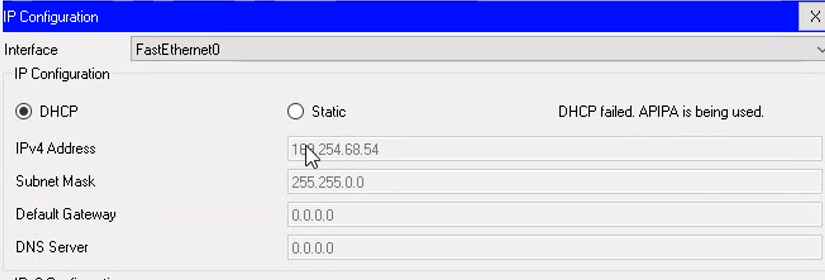 IP Configuration X
Interface FastEthernet0
IP Configuration
DHCP Static DHCP failed. APIPA is being used.
IPv4 Address .254.68.54
Subnet Mask 255.255.0.0
Default Gateway 0.0.0.0
DNS Server 0.0.0.0